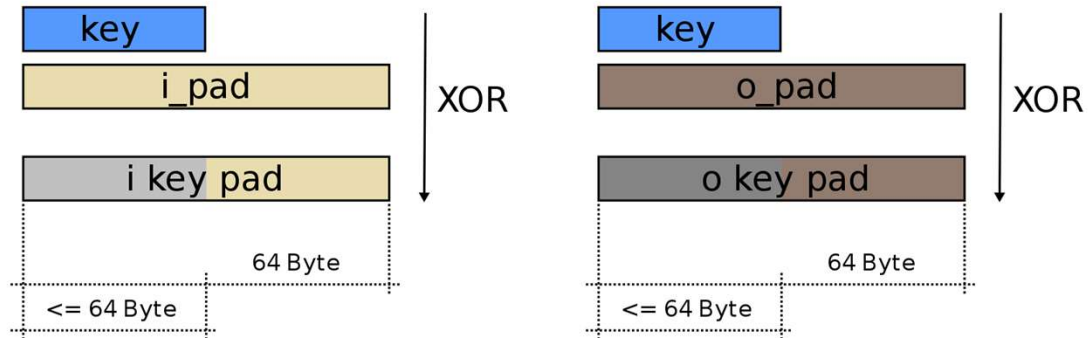 key
i_pad
XOR
i key pad
64 Byte
<= 64 Byte
key
o_pad
XOR
o key pad
64 Byte
<= 64 Byte